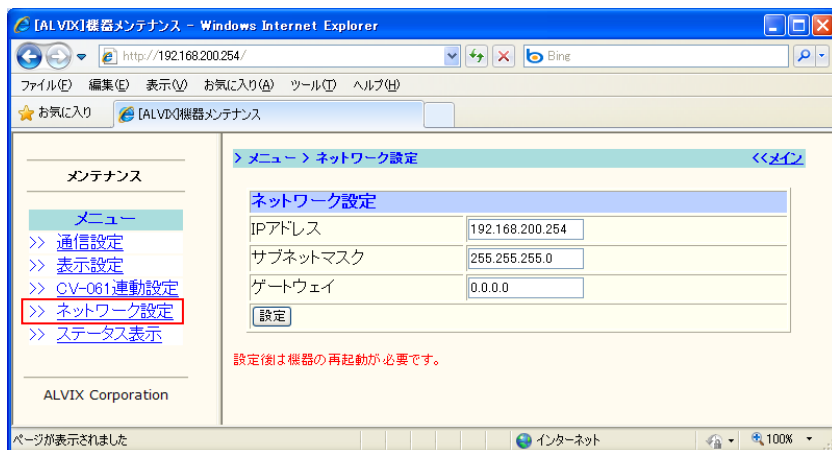 [ALVIX]機器メンテナンス - Windows Internet Explorer
http://192.168.200.254/
Bing
ファイル(F) 編集(E) 表示(V) お気に入り(A) ツール(T) ヘルプ(H)
お気に入り
[ALVIX]機器メンテナンス
メンテナンス
メニュー
>> 通信設定
>> 表示設定
>> CV-061連動設定
>> ネットワーク設定
>> ステータス表示
ALVIX Corporation
> メニュー > ネットワーク設定 <<メイン
ネットワーク設定
IPアドレス 192.168.200.254
サブネットマスク 255.255.255.0
ゲートウェイ 0.0.0.0
設定
設定後は機器の再起動が必要です。
ページが表示されました インターネット 100%